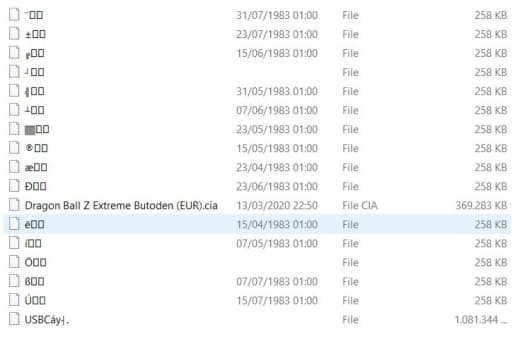 ¨□□ 31/07/1983 01:00 File 258 KB
±□□ 23/07/1983 01:00 File 258 KB
╔□□ 15/06/1983 01:00 File 258 KB
┘□□ File 258 KB
╣□□ 31/05/1983 01:00 File 258 KB
┴□□ 07/06/1983 01:00 File 258 KB
▓□□ 23/05/1983 01:00 File 258 KB
®□□ 15/05/1983 01:00 File 258 KB
æ□□ 23/04/1983 01:00 File 258 KB
Ð□□ 23/06/1983 01:00 File 258 KB
Dragon Ball Z Extreme Butoden (EUR).cia 13/03/2020 22:50 File CIA 369.283 KB
ë□□ 15/04/1983 01:00 File 258 KB
í□□ 07/05/1983 01:00 File 258 KB
Ö□□ File 258 KB
ß□□ 07/07/1983 01:00 File 258 KB
Ú□□ 15/07/1983 01:00 File 258 KB
USBCáy┤. File 1.081.344 ...